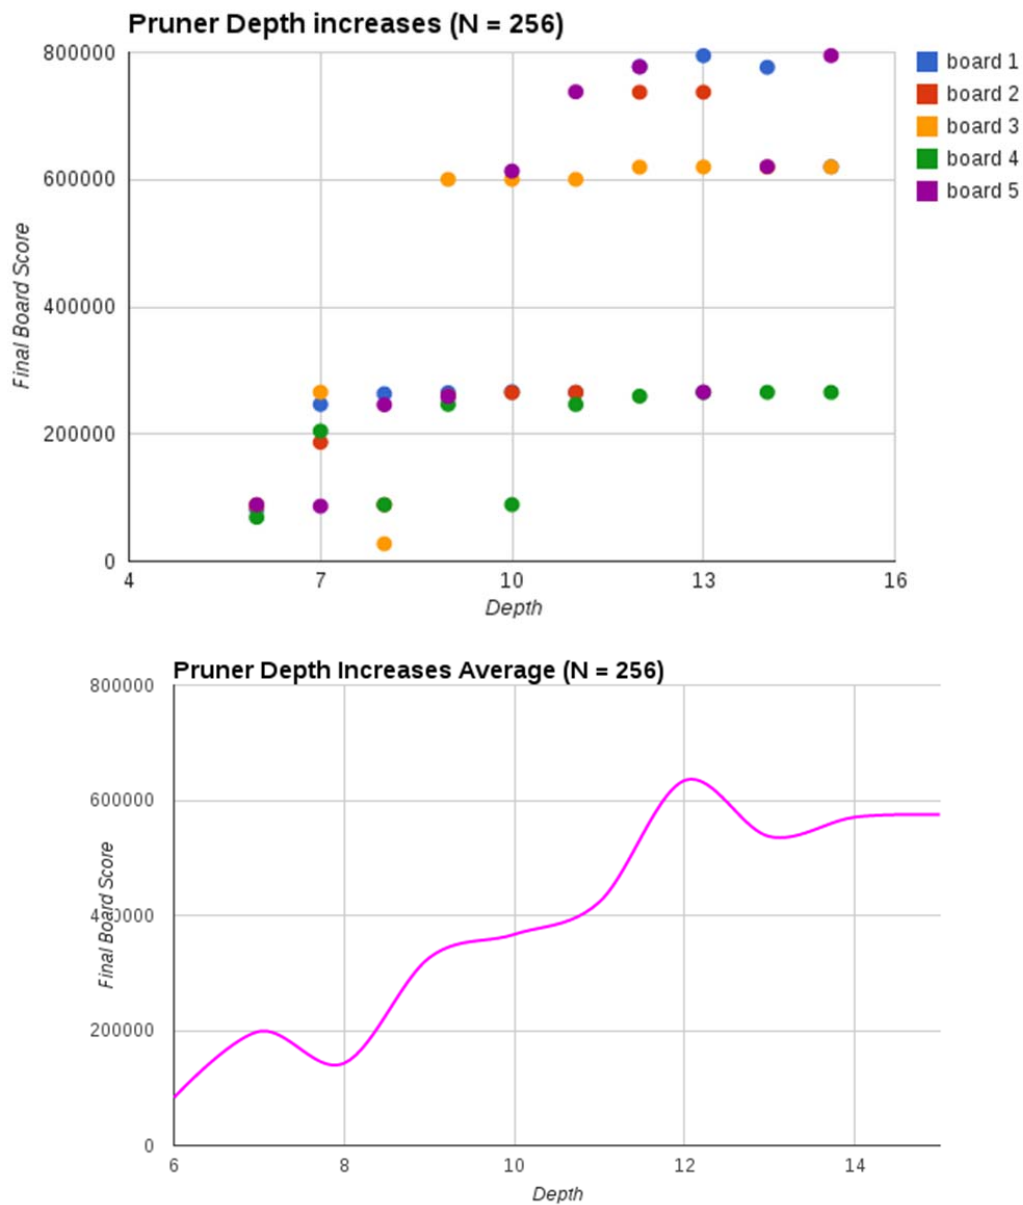 Pruner Depth increases (N = 256)
800000
600000
400000
200000
0
Final Board Score
4 7 10 13 16
Depth
board 1
board 2
board 3
board 4
board 5
Pruner Depth Increases Average (N = 256)
800000
600000
400000
200000
0
Final Board Score
6 8 10 12 14
Depth